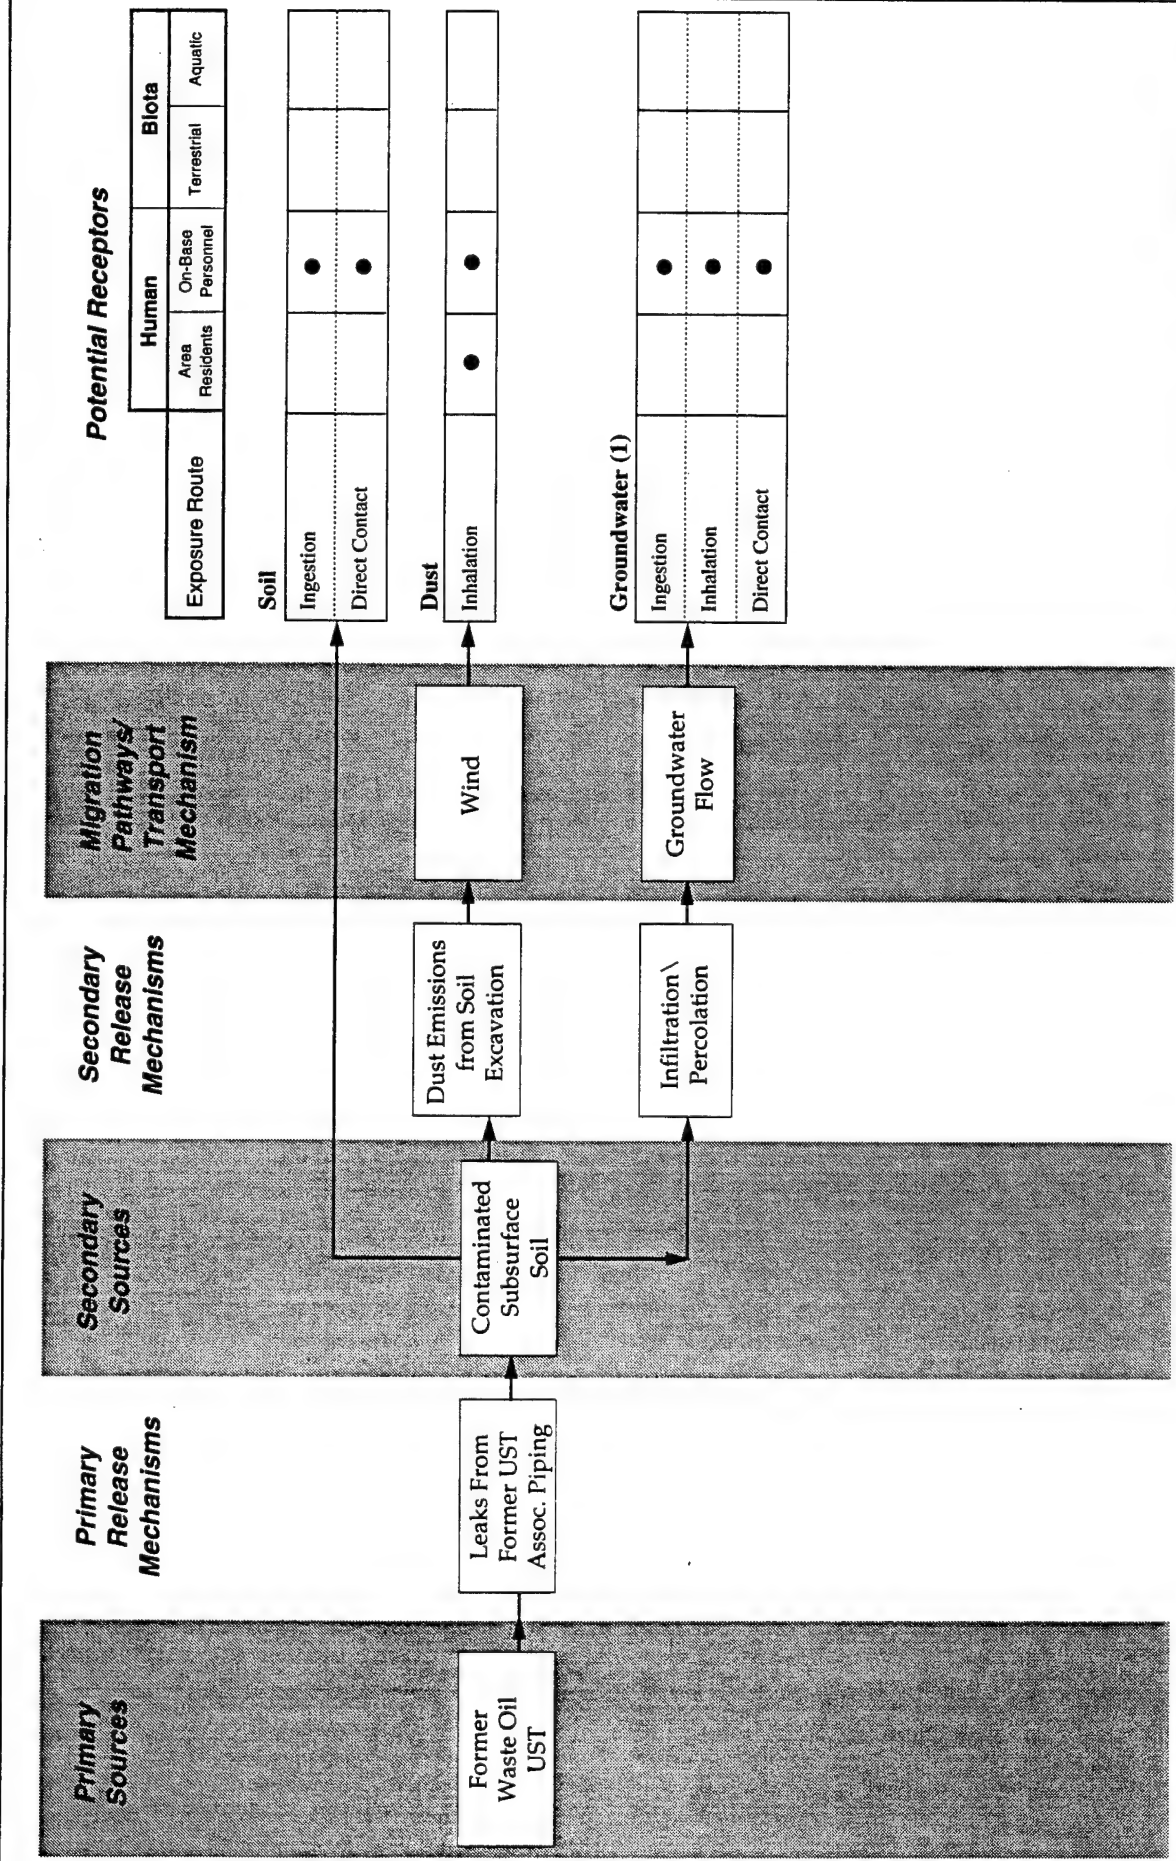 Primary
Sources
Primary
Release
Mechanisms
Secondary
Sources
Secondary
Release
Mechanisms
Migration
Pathways/
Transport
Mechanism
Potential Receptors
Human
Biota
Exposure Route
Area
Residents
On-Base
Personnel
Terrestrial
Aquatic
Former
Waste Oil
UST
Leaks From
Former UST
Assoc. Piping
Contaminated
Subsurface
Soil
Dust Emissions
from Soil
Excavation
Infiltration\
Percolation
Wind
Groundwater
Flow
Soil
Ingestion
Direct Contact
Dust
Inhalation
Groundwater (1)
Ingestion
Inhalation
Direct Contact